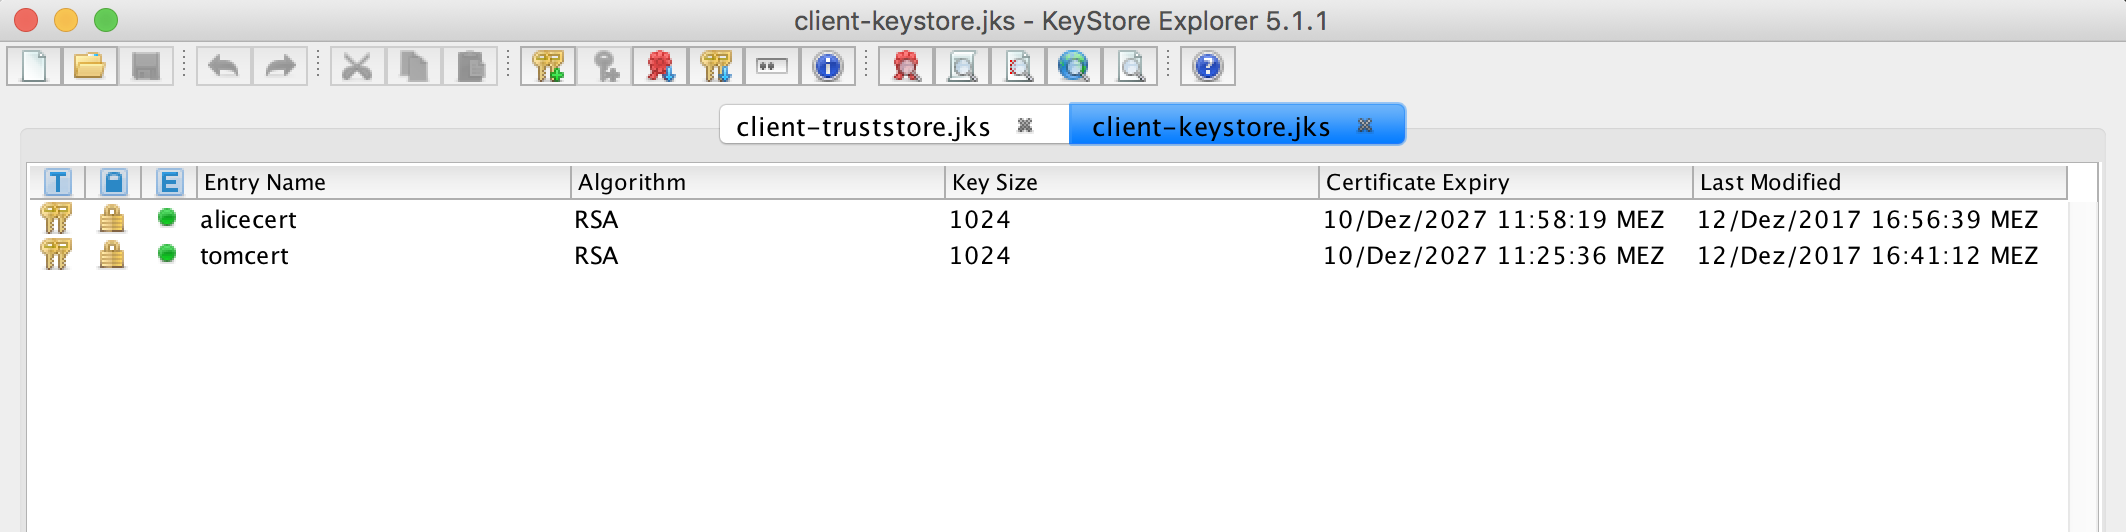 client-keystore.jks - KeyStore Explorer 5.1.1
client-truststore.jks client-keystore.jks
T E Entry Name Algorithm Key Size Certificate Expiry Last Modified
alicecert RSA 1024 10/Dez/2027 11:58:19 MEZ 12/Dez/2017 16:56:39 MEZ
tomcert RSA 1024 10/Dez/2027 11:25:36 MEZ 12/Dez/2017 16:41:12 MEZ